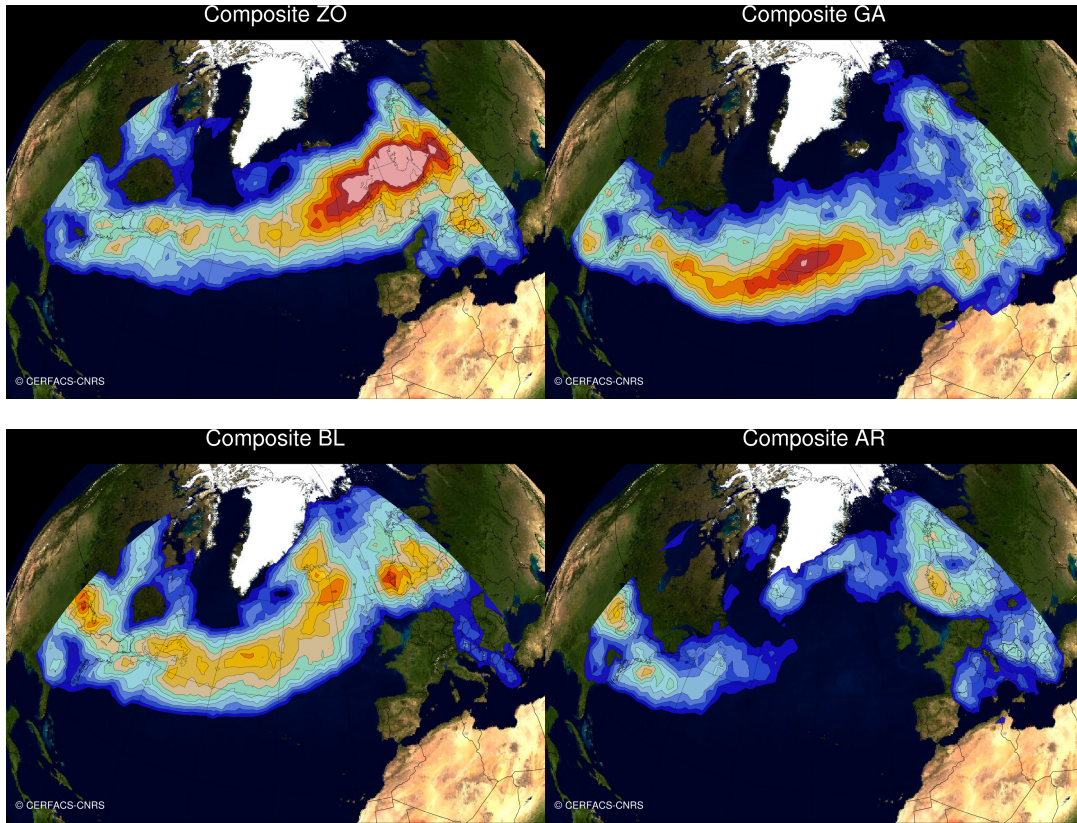 Composite ZO
Composite GA
© CERFACS-CNRS
© CERFACS-CNRS
Composite BL
Composite AR
© CERFACS-CNRS
© CERFACS-CNRS